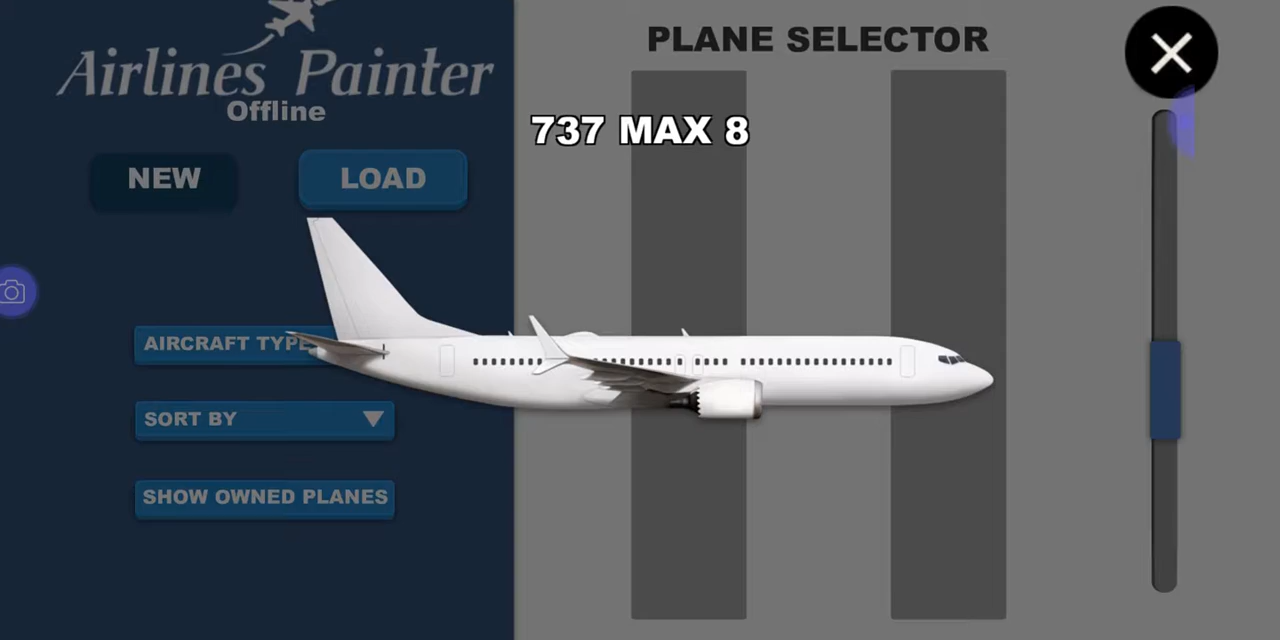 Airlines Painter
Offline
NEW
LOAD
AIRCRAFT TYPE
SORT BY
SHOW OWNED PLANES
PLANE SELECTOR
737 MAX 8